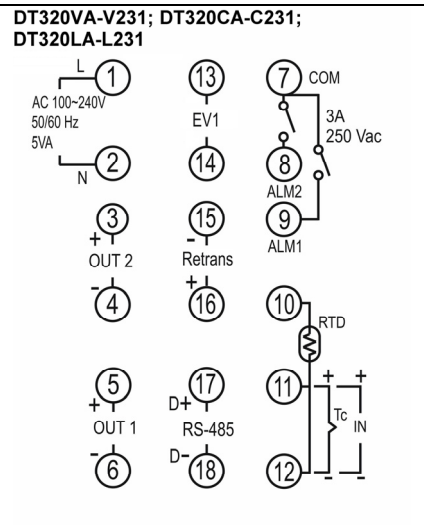 DT320VA-V231; DT320CA-C231;
DT320LA-L231
L 1 13 7 COM
AC 100~240V
50/60 Hz
5VA
EV1
3A
250 Vac
N 2 14 8
ALM2
3 15 9
ALM1
+ -
OUT 2 Retrans
- +
4 16 10
RTD
5 17 11 + +
+ D+
OUT 1 RS-485 Tc IN
- D-
6 18 12 - -